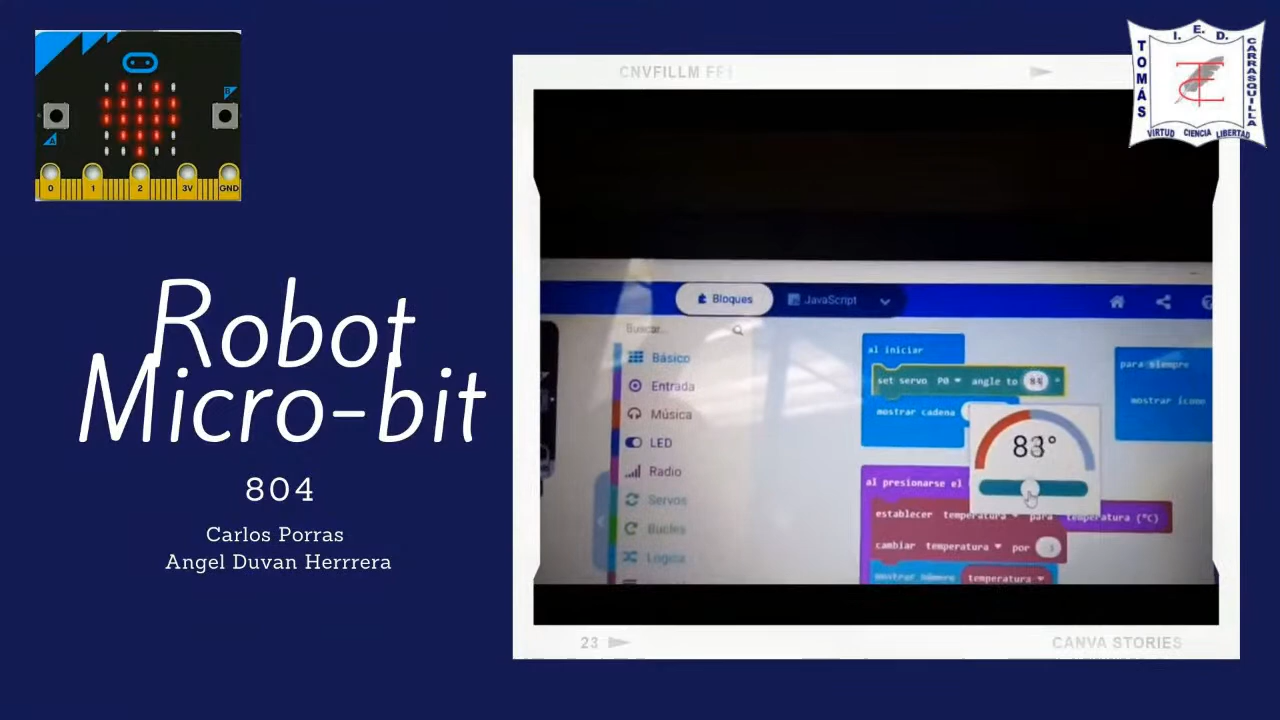 0 1 2 3V GND
A
B
Robot
Micro-bit
804
Carlos Porras
Angel Duvan Herrrera
CNVFILLM
I. E. D.
TOMÁS
CARRASQUILLA
VIRTUD CIENCIA LIBERTAD
Bloques
JavaScript
Buscar...
Básico
Entrada
Música
LED
Radio
Servos
Bucles
Lógica
al iniciar
set servo P0 angle to
mostrar cadena
83°
para siempre
mostrar ícono
al presionarse el
establecer temperatura para temperatura (°C)
cambiar temperatura por
mostrar número temperatura
23
CANVA STORIES